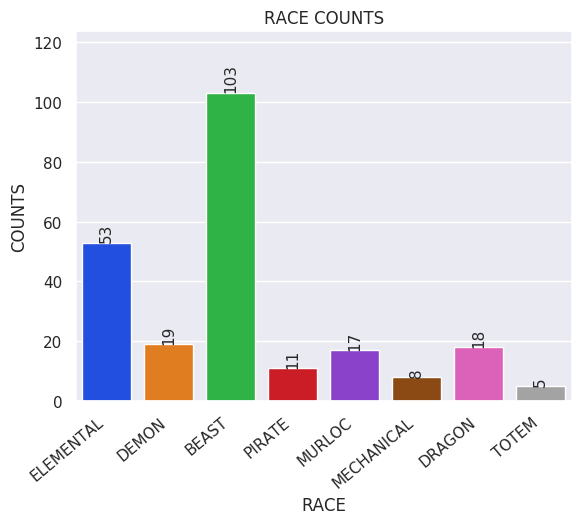 RACE COUNTS
COUNTS
120
100
80
60
40
20
0
53
19
103
11
17
8
18
5
ELEMENTAL
DEMON
BEAST
PIRATE
MURLOC
MECHANICAL
DRAGON
TOTEM
RACE